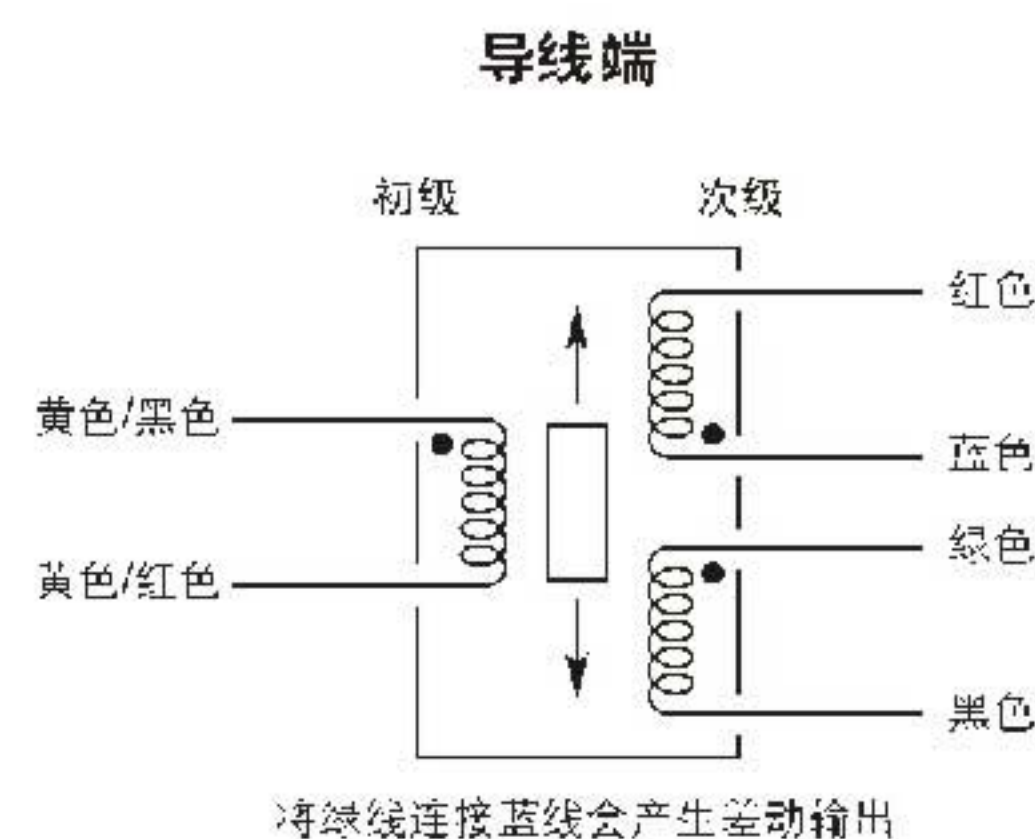 导线端
初级
次级
红色
黄色/黑色
蓝色
绿色
黄色/红色
黑色
将绿线连接蓝线会产生差动输出